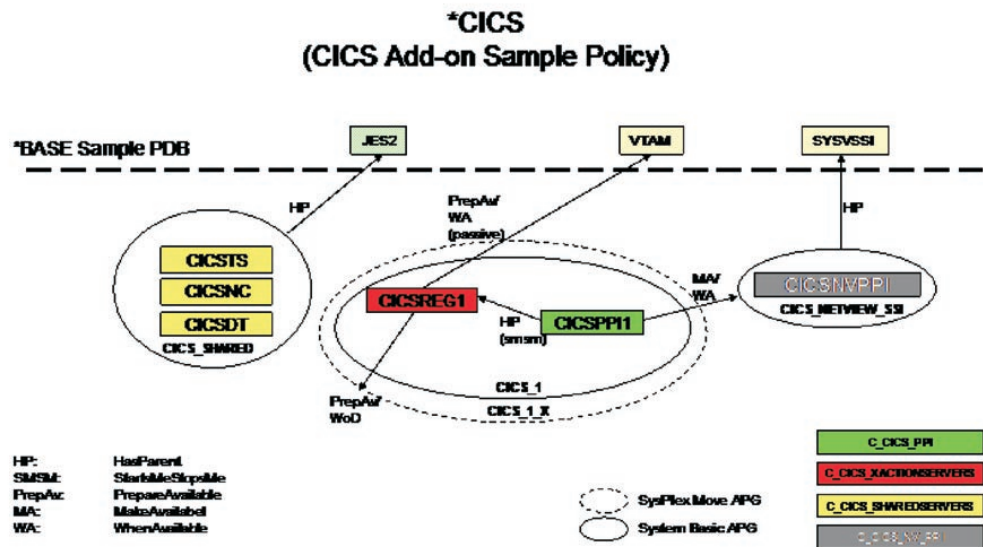 *CICS
(CICS Add-on Sample Policy)
*BASE Sample PDB
JES2
VTAM
SYSVSSI
HP
PrepAv/
WA
(passive)
HP
CICSTS
CICSNC
CICSDT
CICS_SHARED
CICSREG1
HP
(smsm)
CICSPPI1
MA/
WA
CICSNVPPI
CICS_NETVIEW_SSI
CICS_1
CICS_1_X
PrepAv/
WoD
HP: HasParent
SMSM: StartsMeStopsMe
PrepAv: PrepareAvailable
MA: MakeAvailabel
WA: WhenAvailable
SysPlex Move APG
System Basic APG
C_CICS_PPI
C_CICS_XACTIONSERVERS
C_CICS_SHAREDSERVERS
C_CICS_NV_PPI